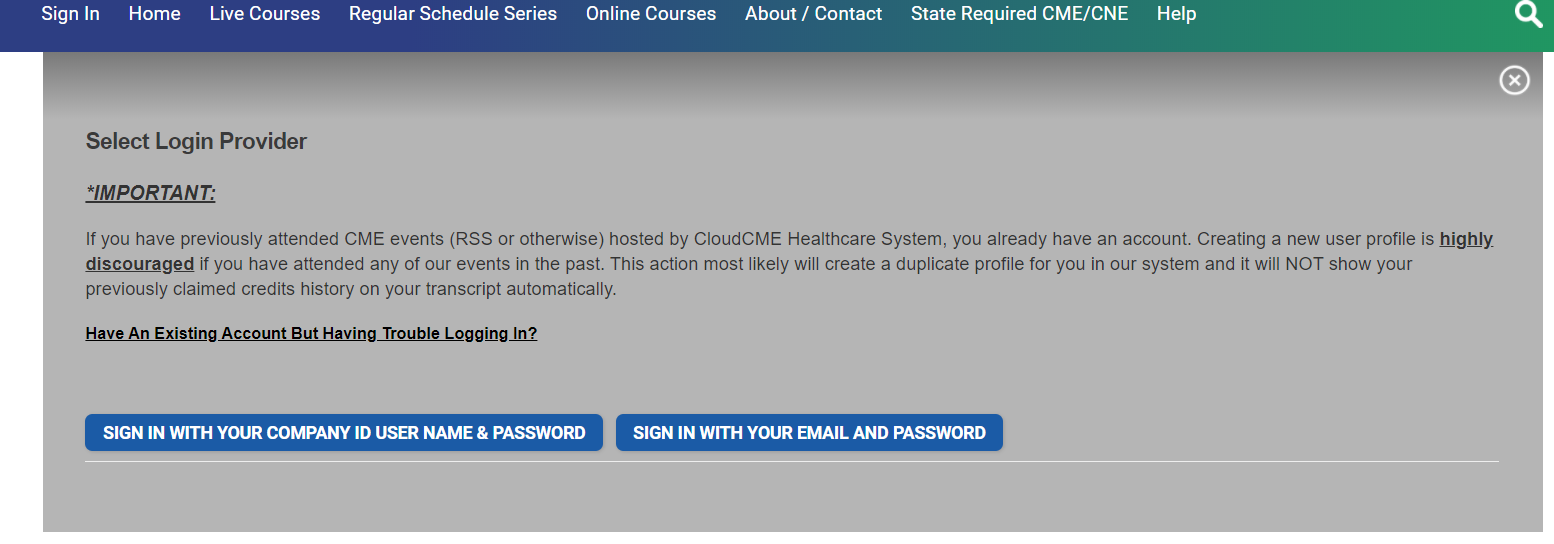 Sign In Home Live Courses Regular Schedule Series Online Courses About / Contact State Required CME/CNE Help
Select Login Provider
*IMPORTANT:
If you have previously attended CME events (RSS or otherwise) hosted by CloudCME Healthcare System, you already have an account. Creating a new user profile is highly
discouraged if you have attended any of our events in the past. This action most likely will create a duplicate profile for you in our system and it will NOT show your
previously claimed credits history on your transcript automatically.
Have An Existing Account But Having Trouble Logging In?
SIGN IN WITH YOUR COMPANY ID USER NAME & PASSWORD SIGN IN WITH YOUR EMAIL AND PASSWORD